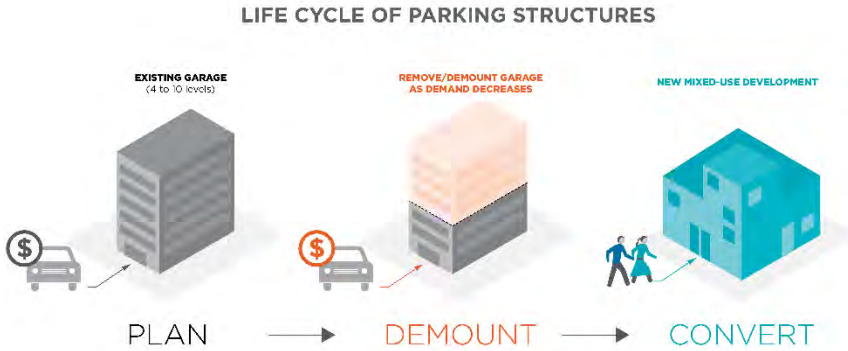 LIFE CYCLE OF PARKING STRUCTURES
EXISTING GARAGE
(4 to 10 levels)
REMOVE/DEMOUNT GARAGE
AS DEMAND DECREASES
NEW MIXED-USE DEVELOPMENT
$
$
PLAN
DEMOUNT
CONVERT